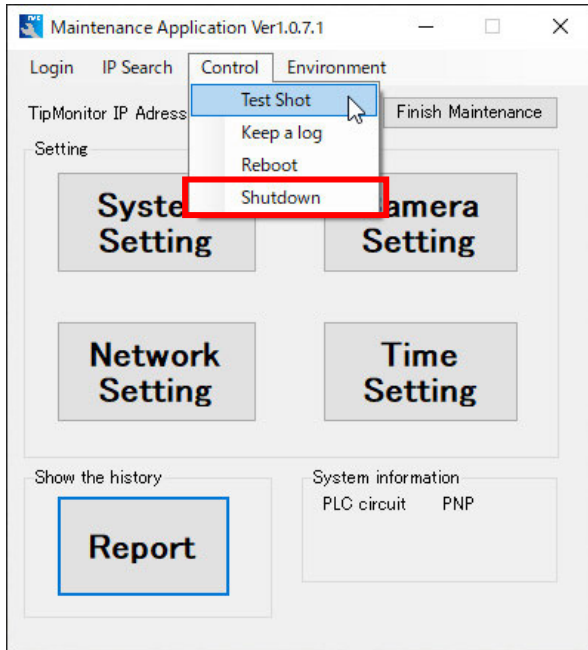 Maintenance Application Ver1.0.7.1
Login IP Search Control Environment
Test Shot
Keep a log
Reboot
Shutdown
TipMonitor IP Adress
Finish Maintenance
Setting
Syste
Setting
amera
Setting
Network
Setting
Time
Setting
Show the history
Report
System information
PLC circuit PNP